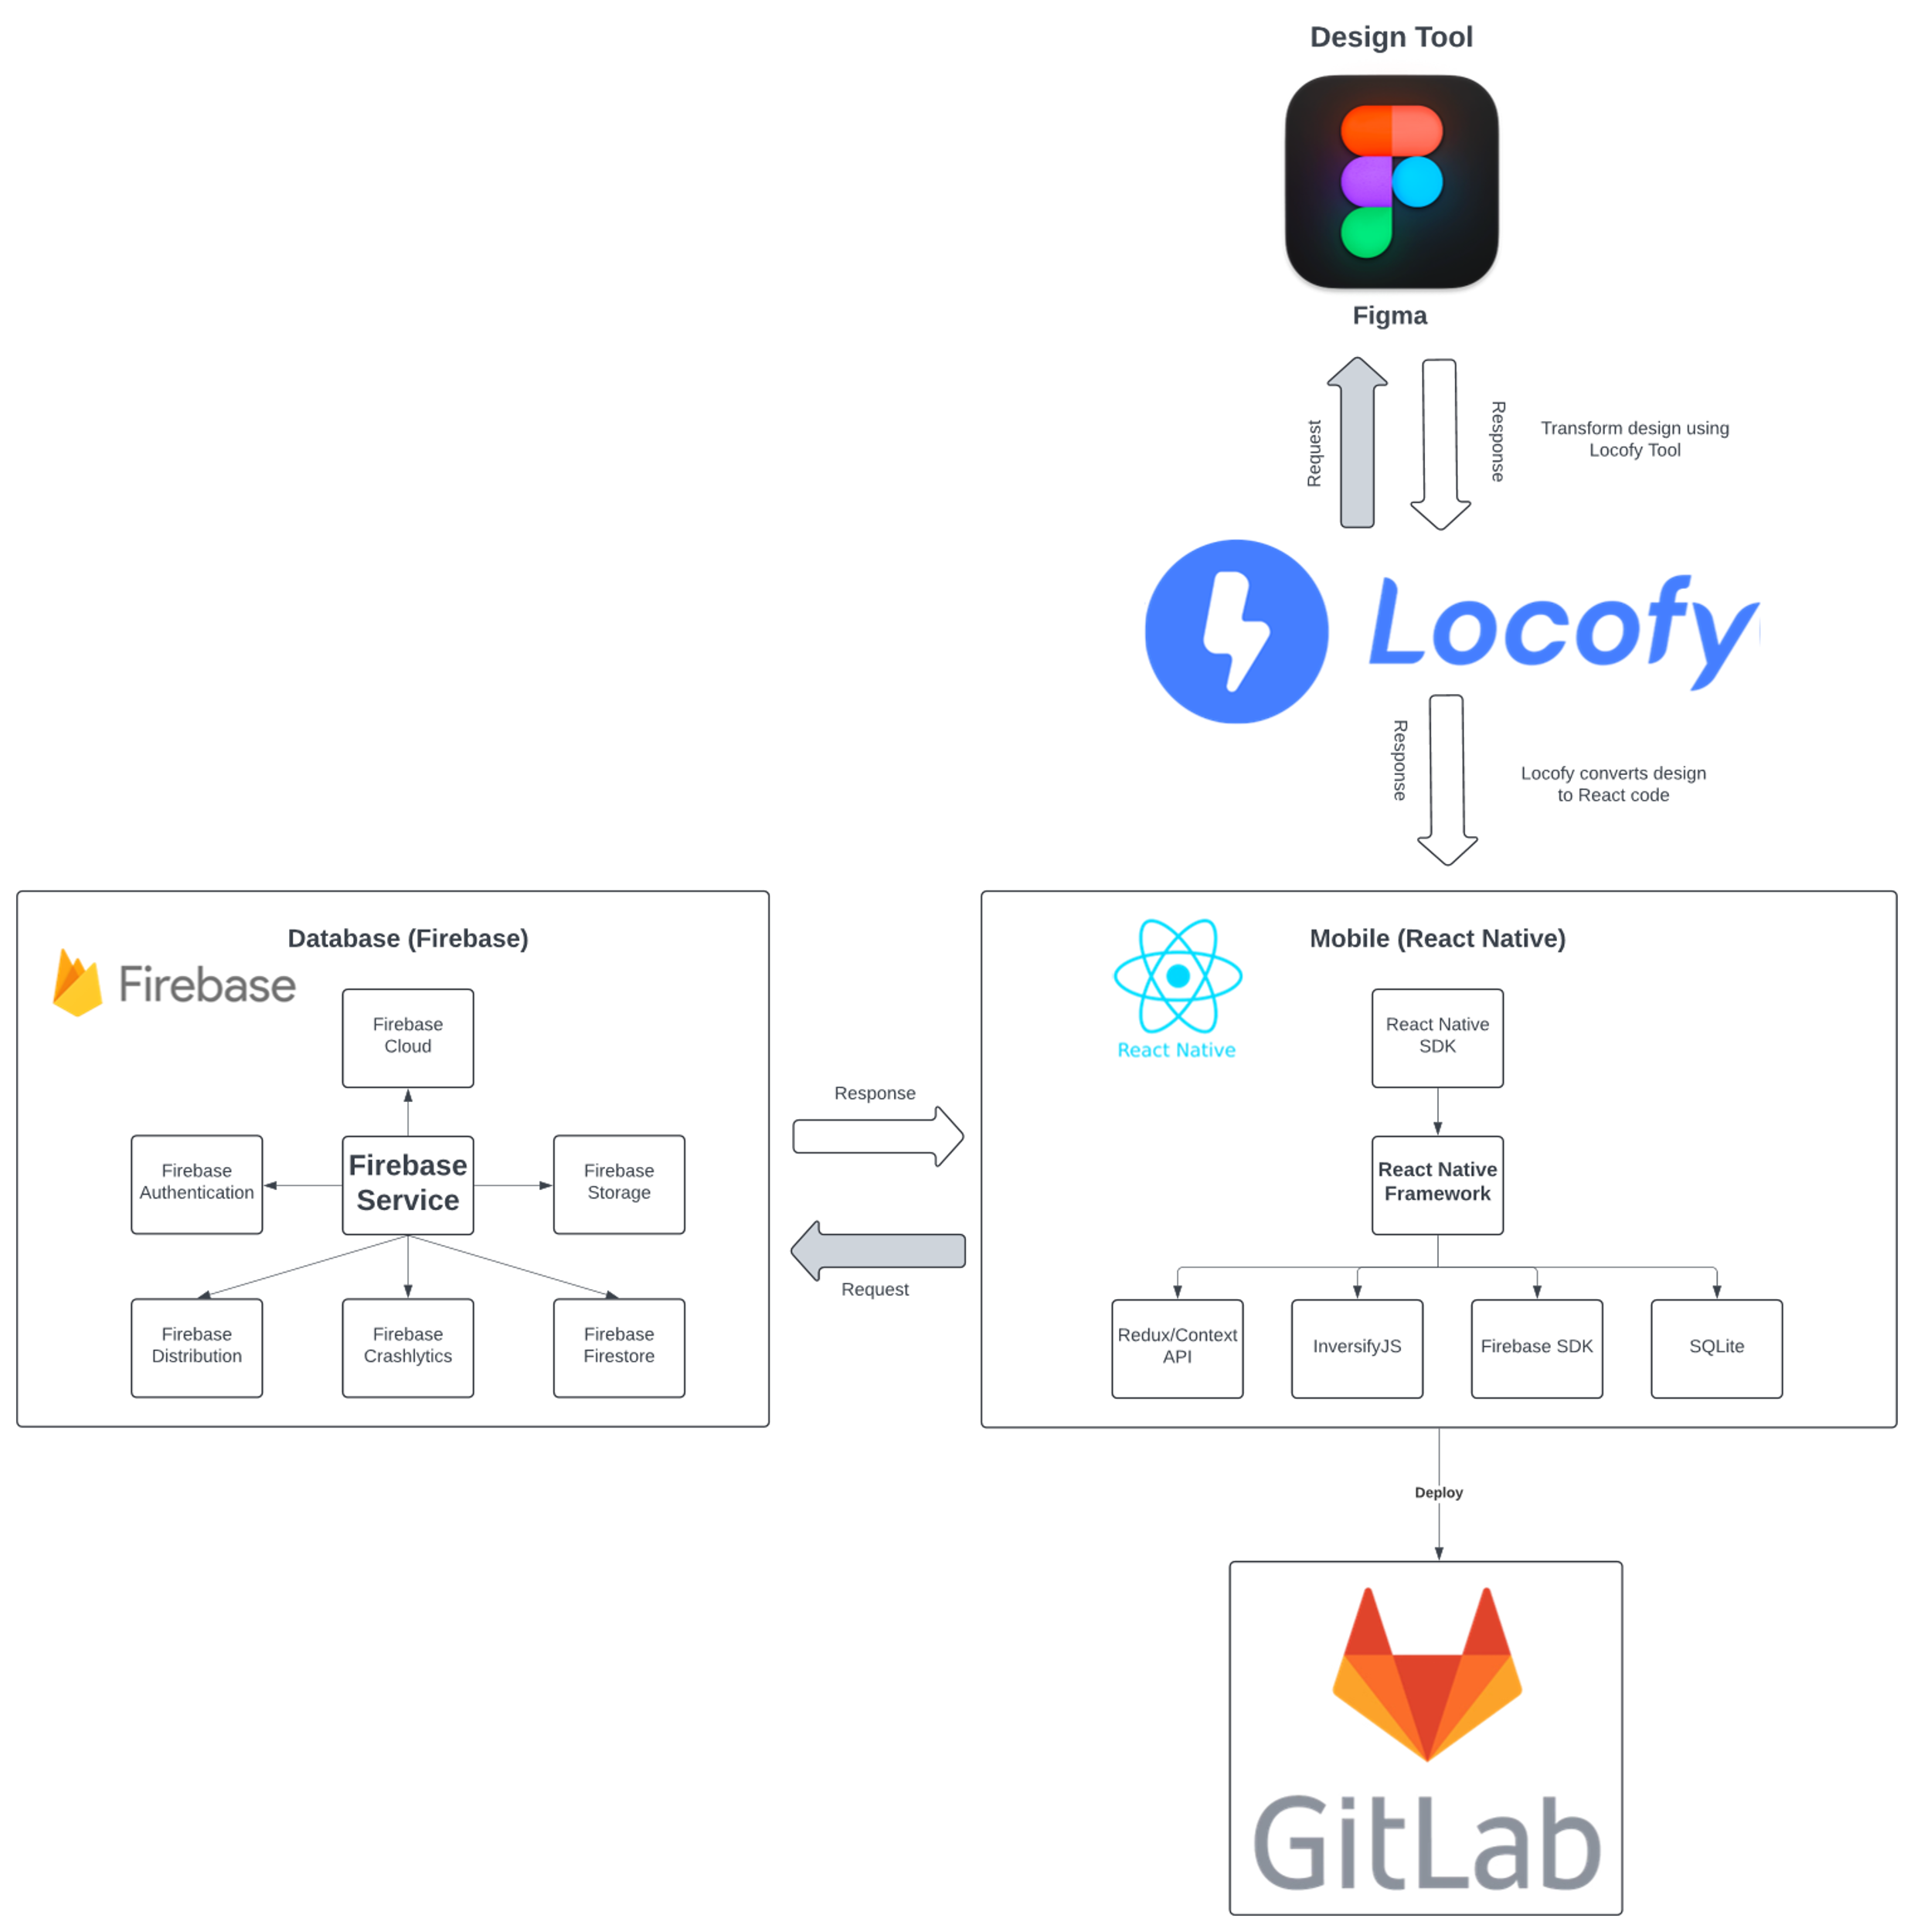 Design Tool
Figma
Request
Response
Transform design using
Locofy Tool
Locofy
Response
Locofy converts design
to React code
Database (Firebase)
Firebase
Firebase
Cloud
Firebase
Authentication
Firebase
Service
Firebase
Storage
Firebase
Distribution
Firebase
Crashlytics
Firebase
Firestore
Response
Request
Mobile (React Native)
React Native
React Native
SDK
React Native
Framework
Redux/Context
API
InversifyJS
Firebase SDK
SQLite
Deploy
GitLab